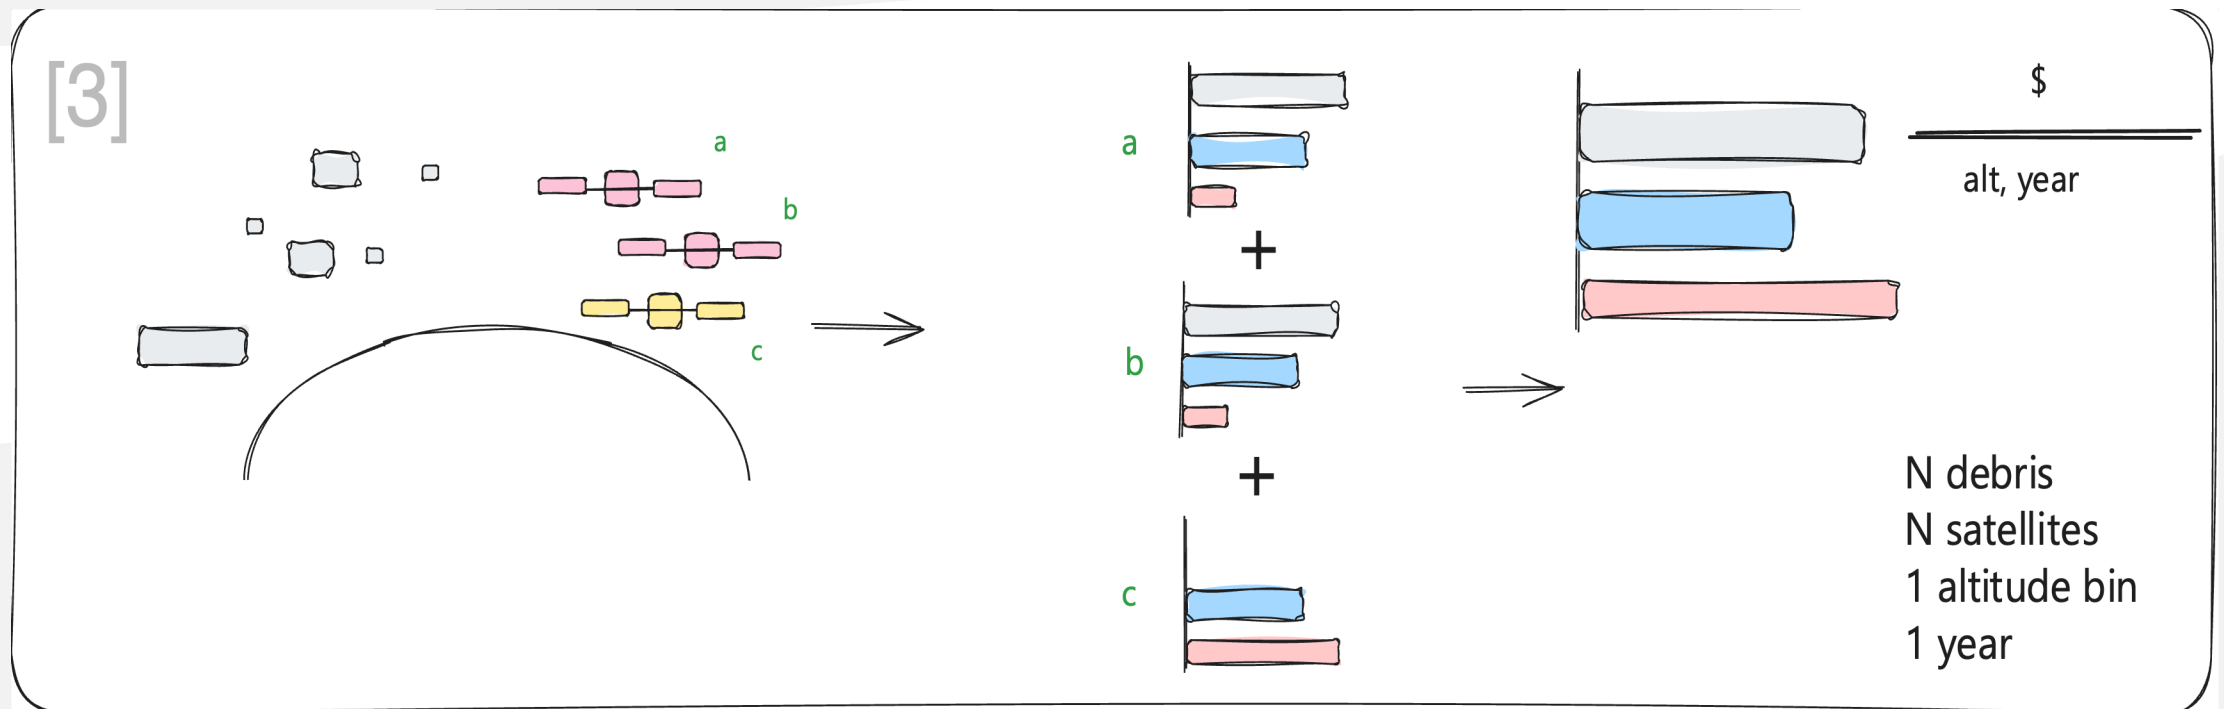 [3]
a
b
c
a
+
b
+
c
$
alt, year
N debris
N satellites
1 altitude bin
1 year